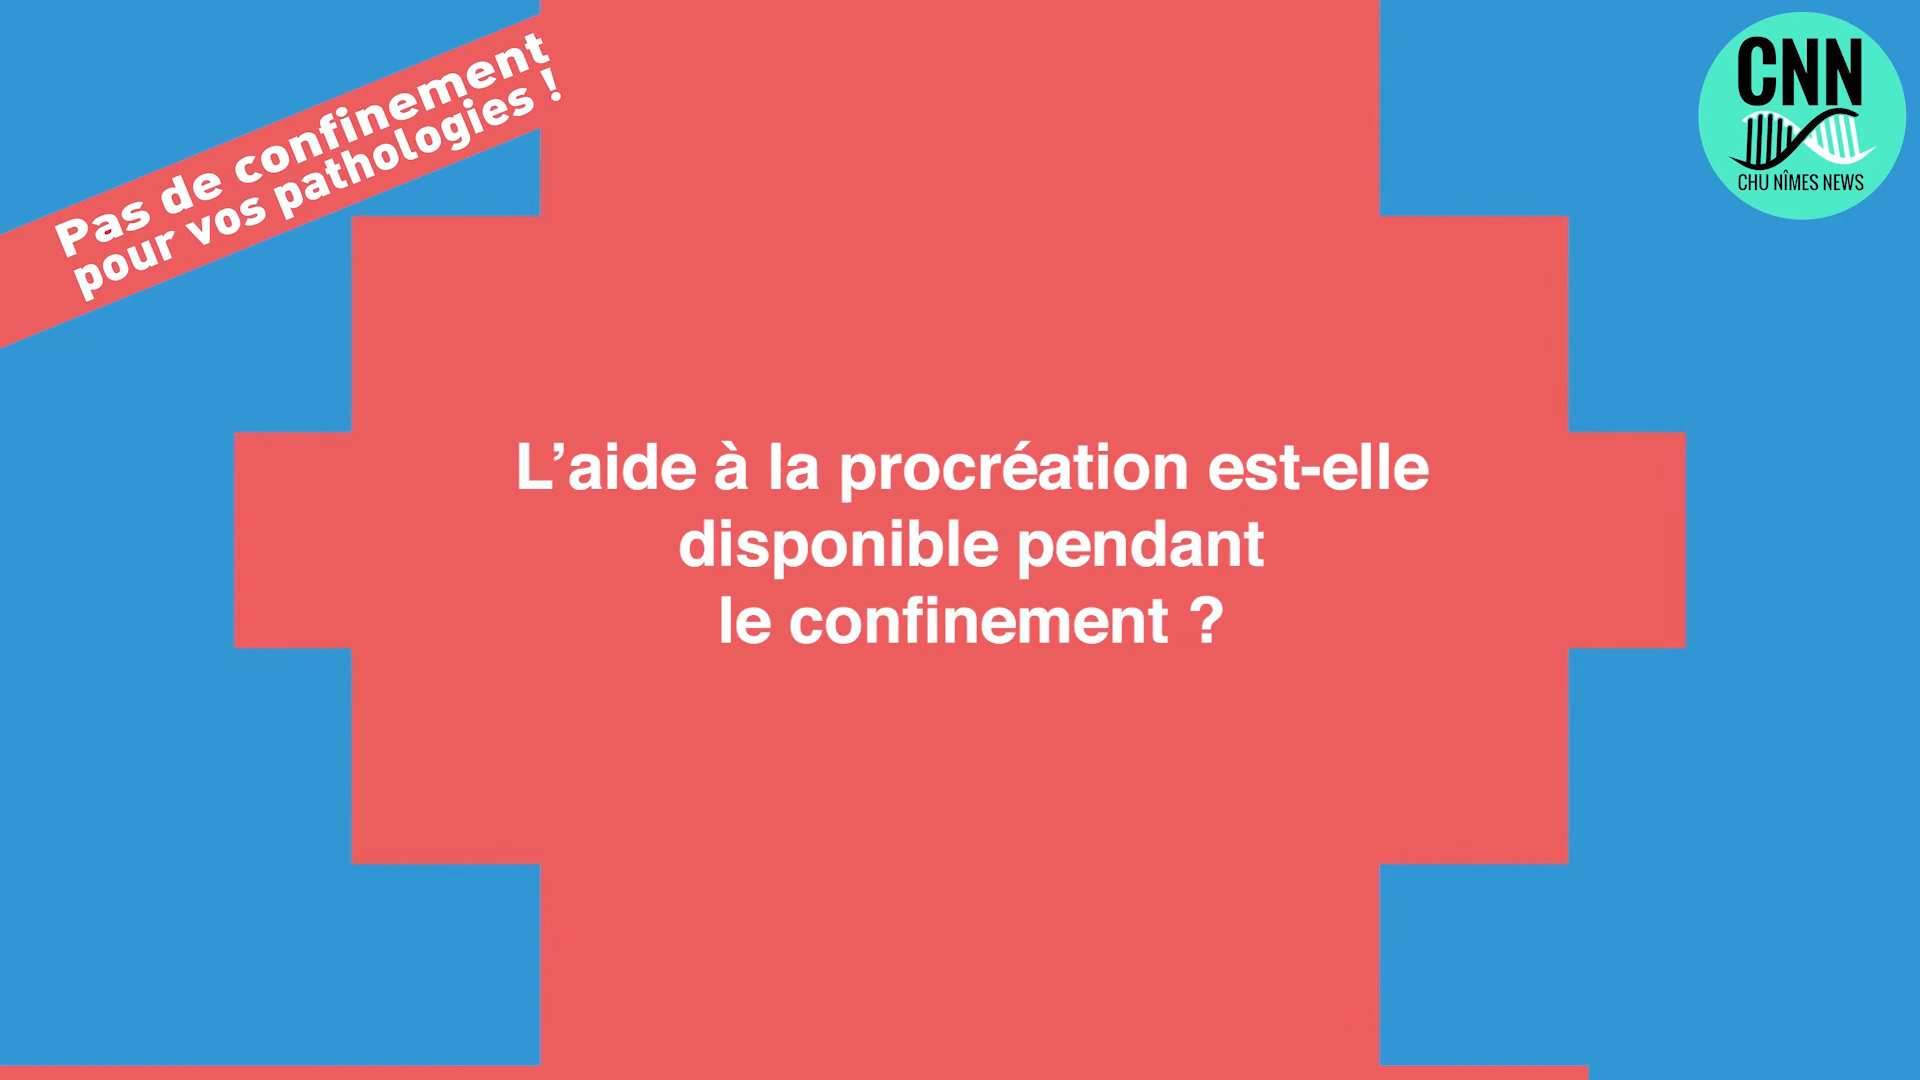 Pas de confinement
pour vos pathologies !
CNN
CHU NÎMES NEWS
L’aide à la procréation est-elle
disponible pendant
le confinement ?